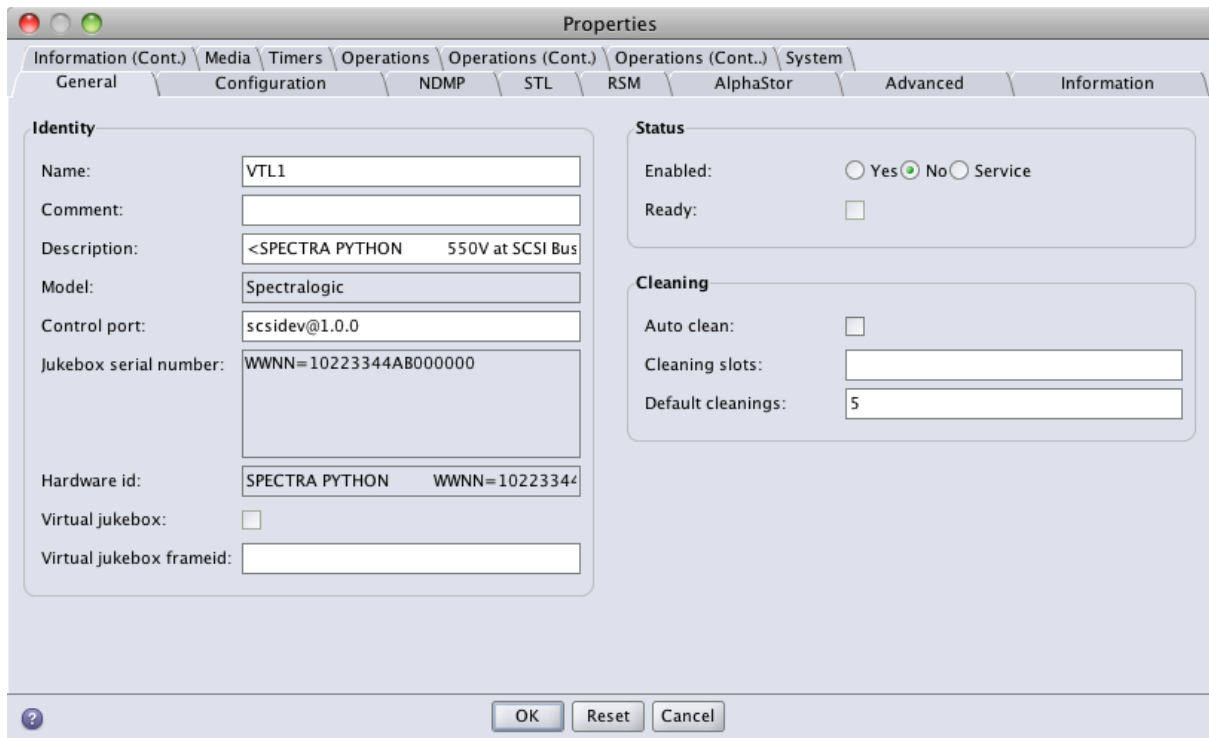 Properties
Information (Cont.) Media Timers Operations Operations (Cont.) Operations (Cont..) System
General Configuration NDMP STL RSM AlphaStor Advanced Information
Identity
Name: VTL1
Comment:
Description: <SPECTRA PYTHON 550V at SCSI Bus
Model: Spectralogic
Control port: scsidev@1.0.0
Jukebox serial number: WWNN=10223344AB000000
Hardware id: SPECTRA PYTHON WWNN=10223344
Virtual jukebox:
Virtual jukebox frameid:
Status
Enabled: Yes No Service
Ready:
Cleaning
Auto clean:
Cleaning slots:
Default cleanings: 5
?
OK Reset Cancel